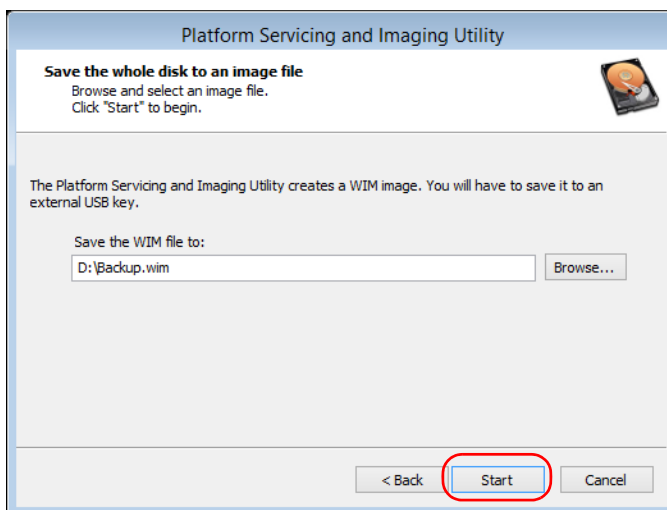 Platform Servicing and Imaging Utility
Save the whole disk to an image file
Browse and select an image file.
Click "Start" to begin.
The Platform Servicing and Imaging Utility creates a WIM image. You will have to save it to an
external USB key.
Save the WIM file to:
D:\Backup.wim
Browse...
< Back
Start
Cancel